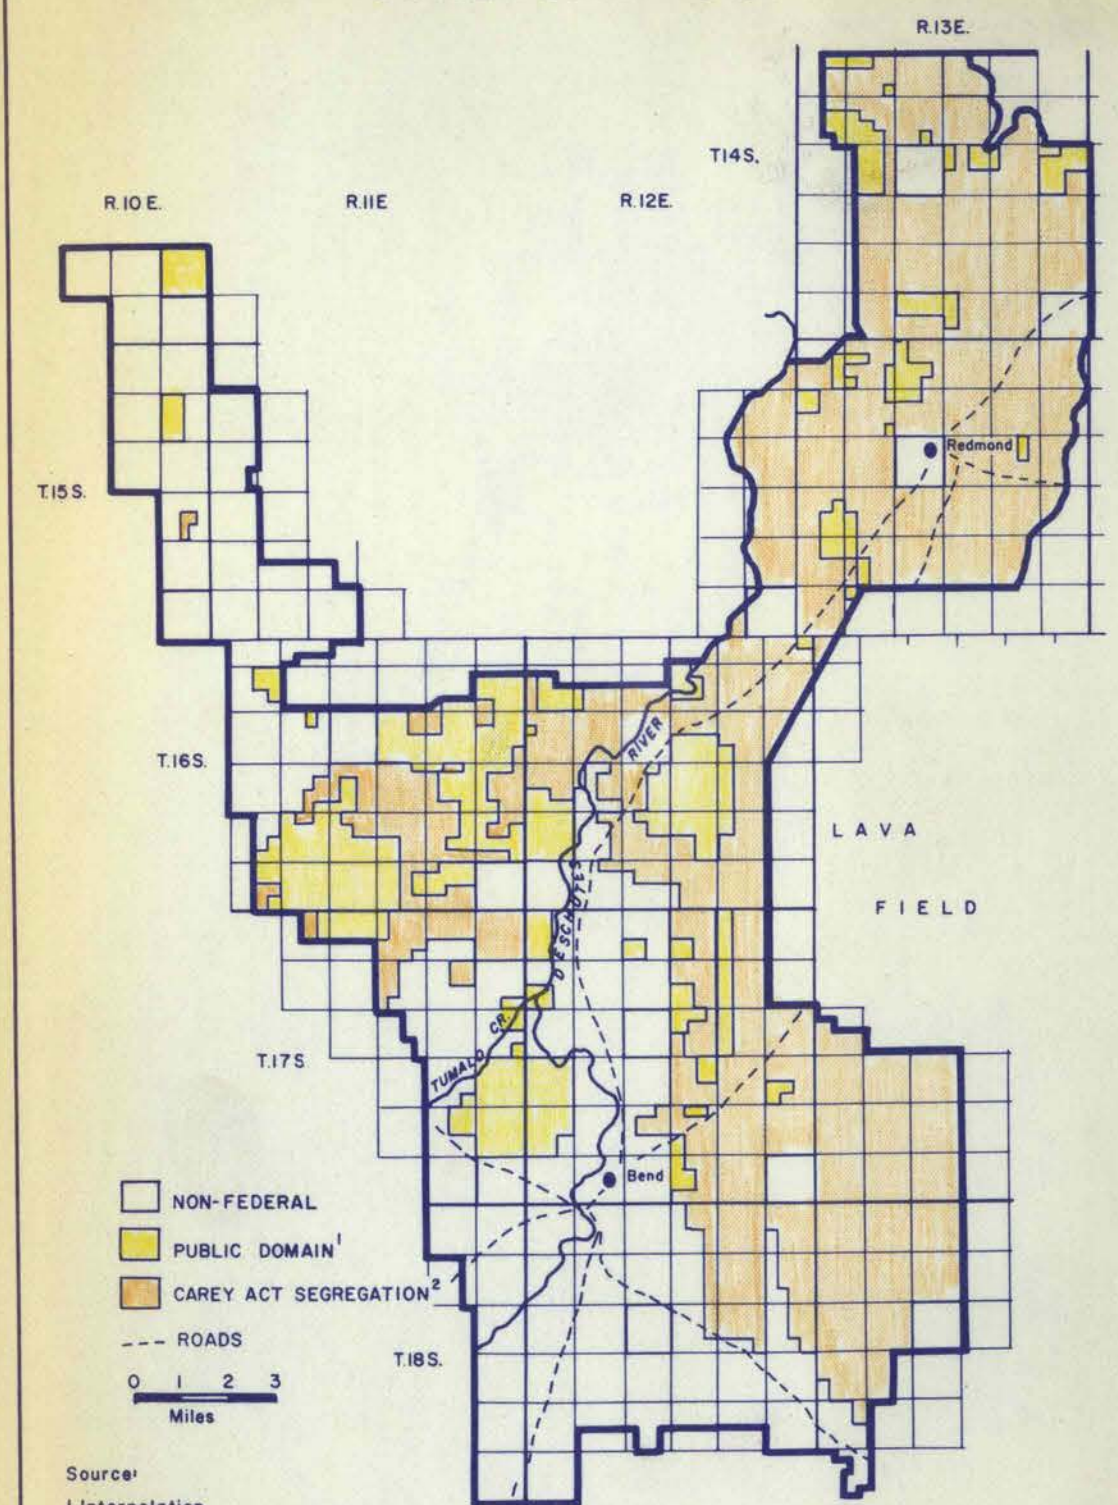 R.13E.
T14S.
R.10 E.
R.11E
R.12E.
T.15 S.
Redmond
T.16S.
RIVER
LAVA
FIELD
DESCHUTES
TUMALO CR.
T.17S
Bend
NON-FEDERAL
PUBLIC DOMAIN¹
CAREY ACT SEGREGATION²
ROADS
T.18S.
0 1 2 3
Miles
Source: